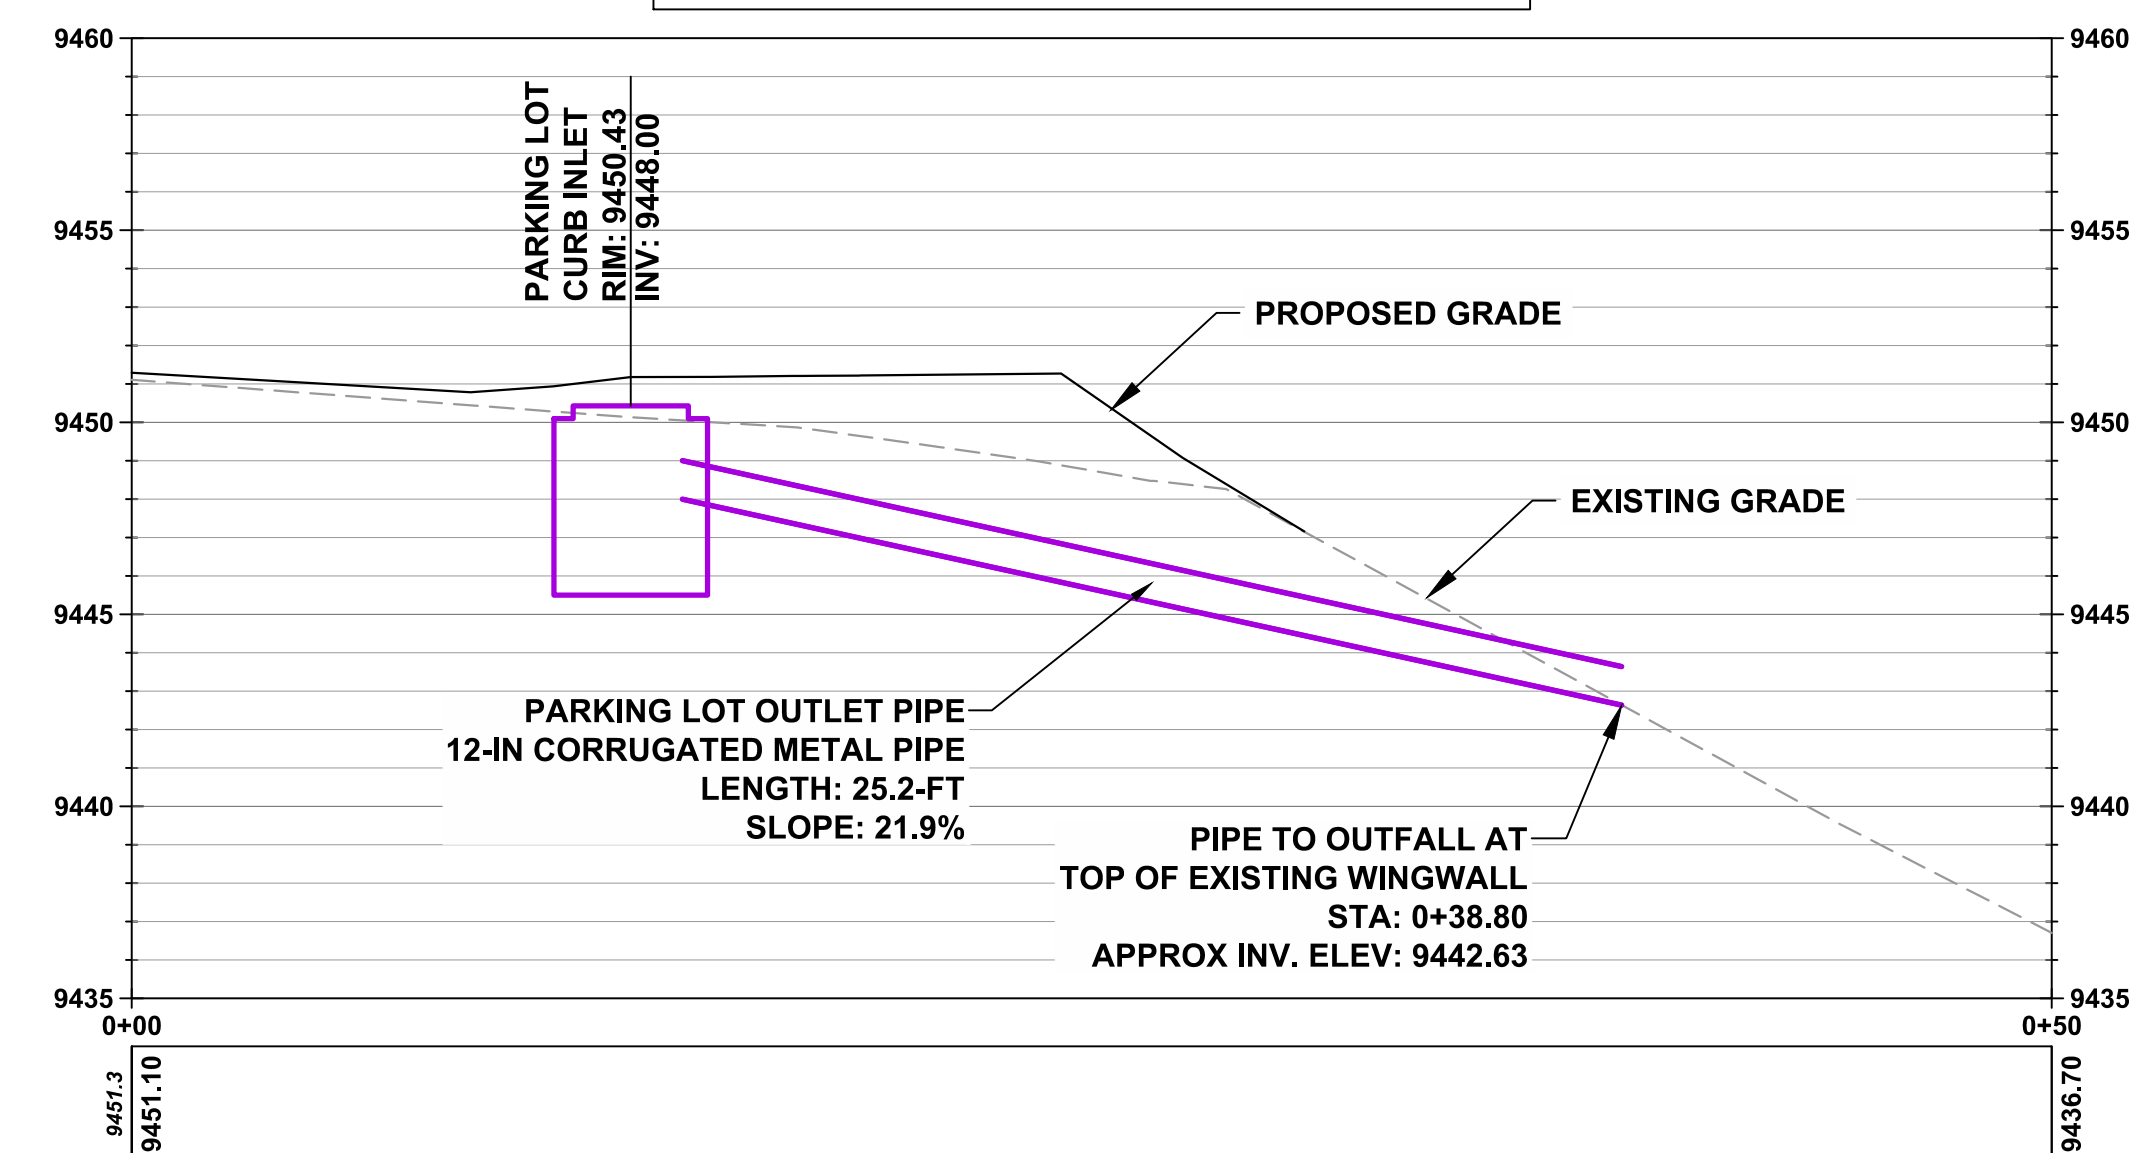 9460
9460
PARKING LOT
CURB INLET
RIM: 9450.43
INV: 9448.00
9455
9455
PROPOSED GRADE
9450
9450
EXISTING GRADE
9445
9445
PARKING LOT OUTLET PIPE
12-IN CORRUGATED METAL PIPE
LENGTH: 25.2-FT
SLOPE: 21.9%
9440
9440
PIPE TO OUTFALL AT
TOP OF EXISTING WINGWALL
STA: 0+38.80
APPROX INV. ELEV: 9442.63
9435
9435
0+00
0+50
9451.3
9451.10
9436.70